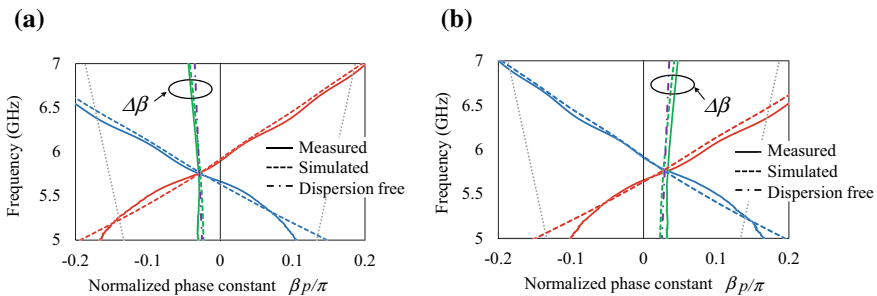 (a)
7
6.5
6
5.5
5
Frequency (GHz)
Δβ
Measured
Simulated
Dispersion free
-0.2 -0.1 0 0.1 0.2
Normalized phase constant βp/π
(b)
7
6.5
6
5.5
5
Frequency (GHz)
Δβ
Measured
Simulated
Dispersion free
-0.2 -0.1 0 0.1 0.2
Normalized phase constant βp/π